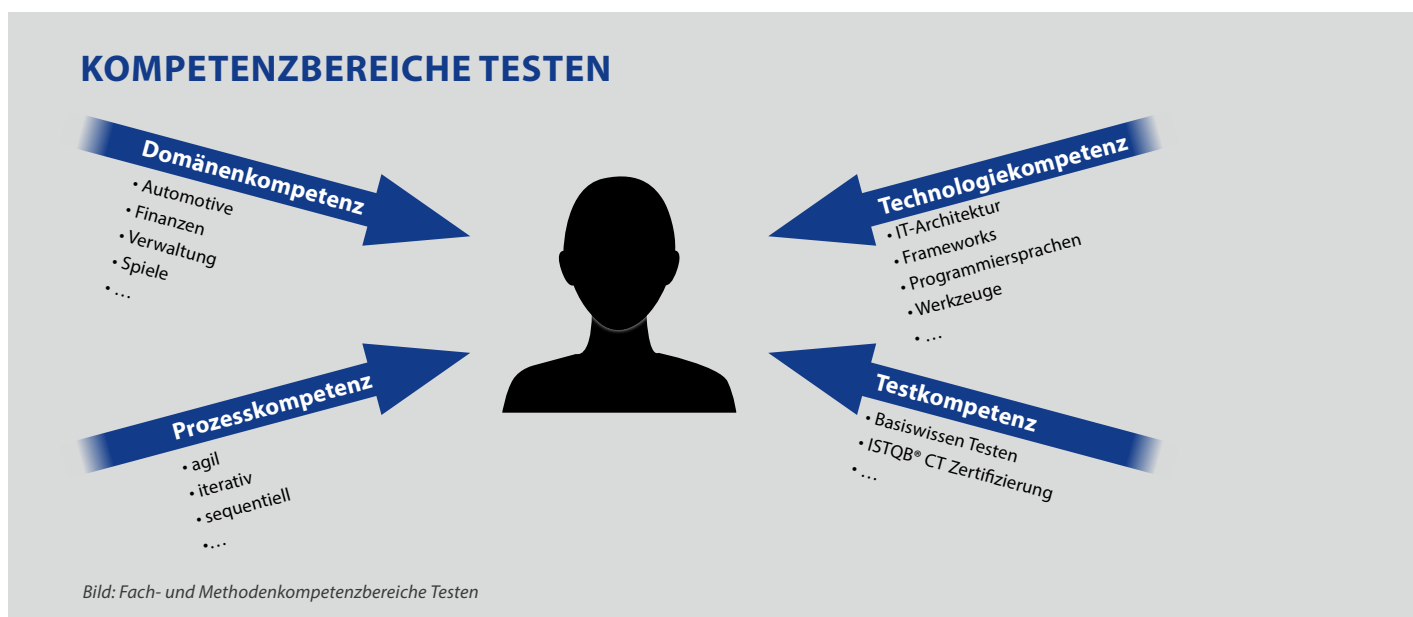 KOMPETENZBEREICHE TESTEN
Domänenkompetenz
• Automotive
• Finanzen
• Verwaltung
• Spiele
• …
Technologiekompetenz
• IT-Architektur
• Frameworks
• Programmiersprachen
• Werkzeuge
• …
Prozesskompetenz
• agil
• iterativ
• sequentiell
•…
Testkompetenz
• Basiswissen Testen
• ISTQB® CT Zertifizierung
• …
Bild: Fach- und Methodenkompetenzbereiche Testen